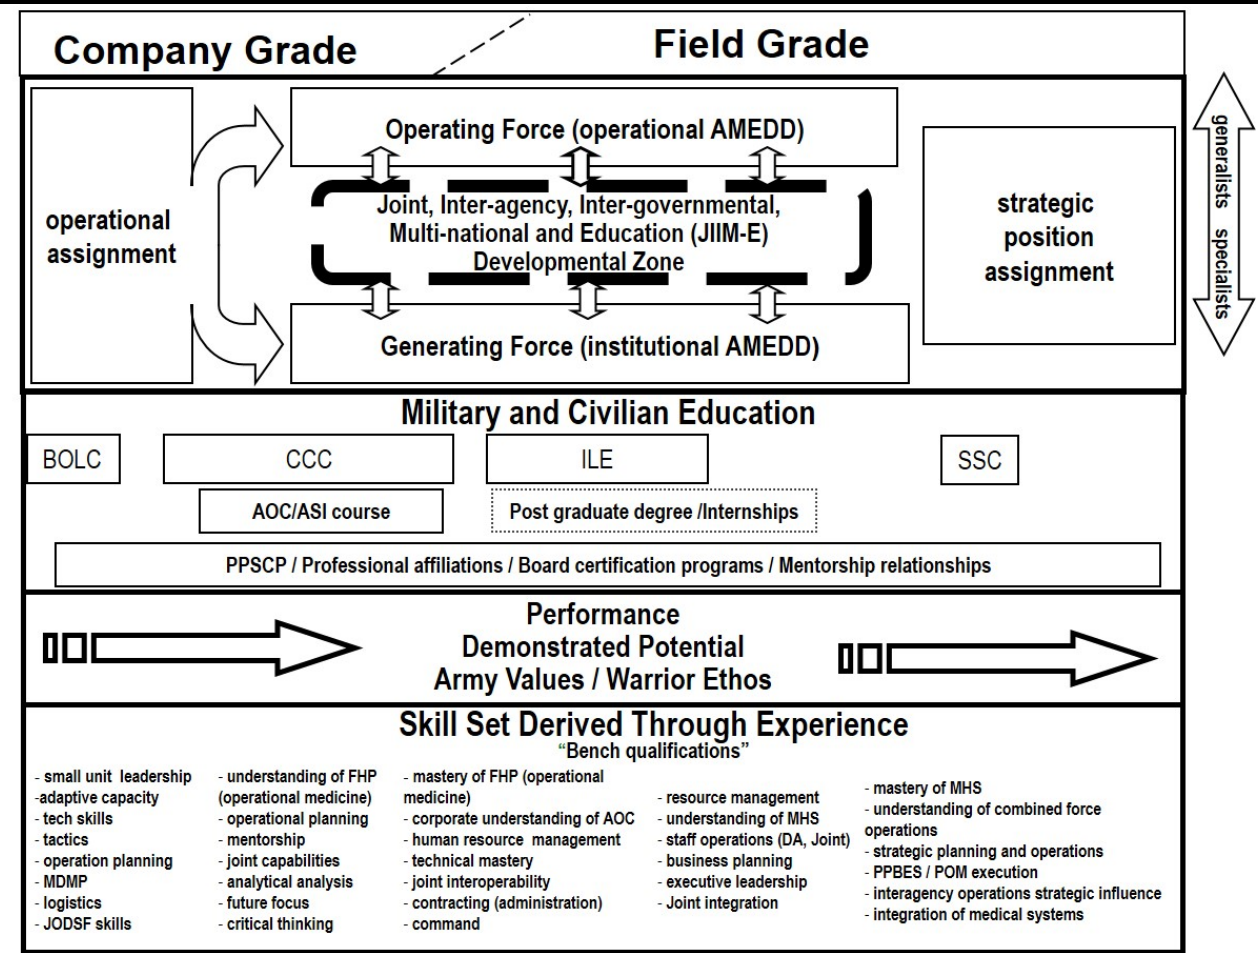 Company Grade
Field Grade
operational
assignment
Operating Force (operational AMEDD)
Joint, Inter-agency, Inter-governmental,
Multi-national and Education (JIIM-E)
Developmental Zone
Generating Force (institutional AMEDD)
strategic
position
assignment
generalists specialists
Military and Civilian Education
BOLC
CCC
ILE
SSC
AOC/ASI course
Post graduate degree /Internships
PPSCP / Professional affiliations / Board certification programs / Mentorship relationships
Performance
Demonstrated Potential
Army Values / Warrior Ethos
Skill Set Derived Through Experience
“Bench qualifications”
- small unit leadership
-adaptive capacity
- tech skills
- tactics
- operation planning
- MDMP
- logistics
- JODSF skills
- understanding of FHP
(operational medicine)
- operational planning
- mentorship
- joint capabilities
- analytical analysis
- future focus
- critical thinking
- mastery of FHP (operational
medicine)
- corporate understanding of AOC
- human resource management
- technical mastery
- joint interoperability
- contracting (administration)
- command
- resource management
- understanding of MHS
- staff operations (DA, Joint)
- business planning
- executive leadership
- Joint integration
- mastery of MHS
- understanding of combined force
operations
- strategic planning and operations
- PPBES / POM execution
- interagency operations strategic influence
- integration of medical systems